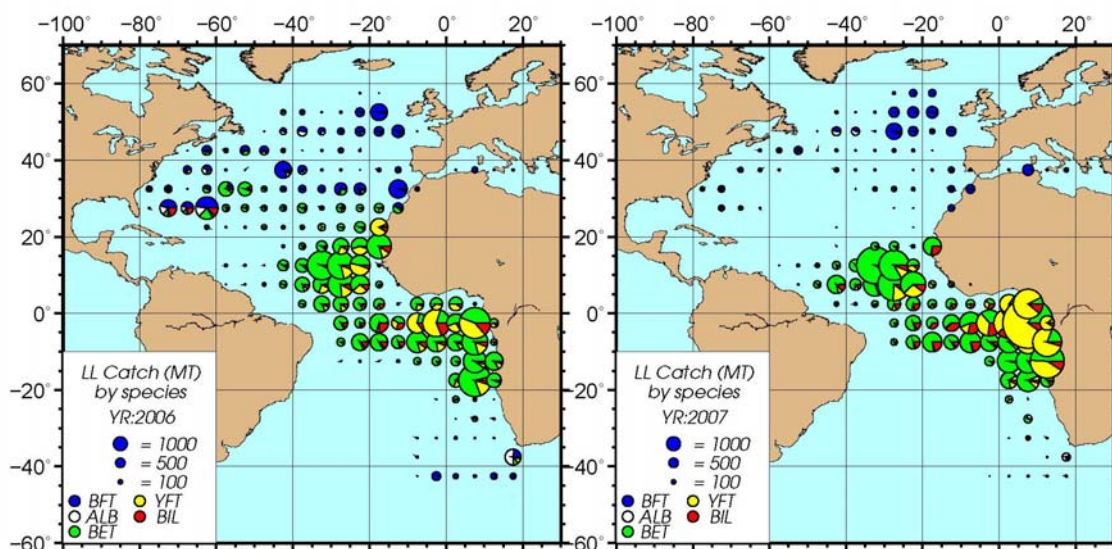 −100 −80 −60 −40 −20 0° 20° −100 −80 −60 −40 −20 0° 20°
60° 60°
40° 40°
20° 20°
0° 0°
−20° −20°
−40° −40°
LL Catch (MT)
by species
YR:2006
= 1000
= 500
= 100
BFT YFT
ALB BIL
BET
LL Catch (MT)
by species
YR:2007
= 1000
= 500
= 100
BFT YFT
ALB BIL
BET